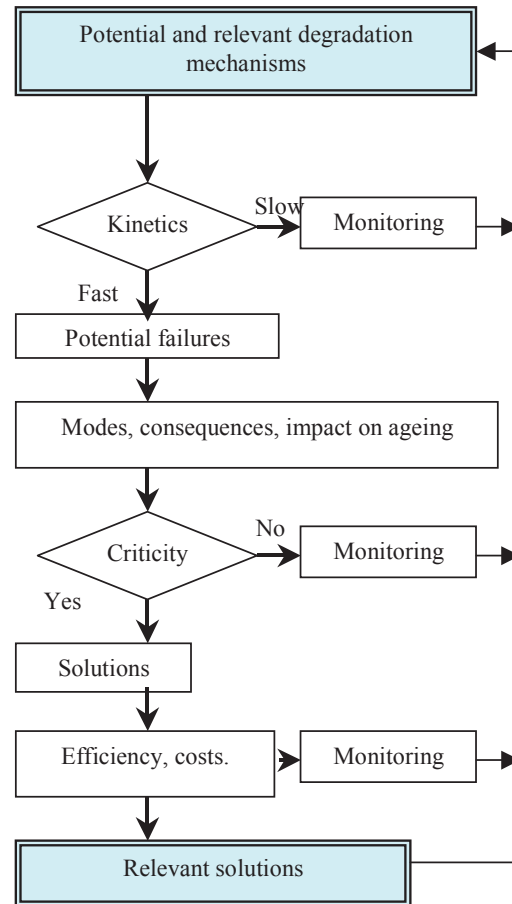 Potential and relevant degradation
mechanisms
Slow
Kinetics
Monitoring
Fast
Potential failures
Modes, consequences, impact on ageing
No
Criticity
Monitoring
Yes
Solutions
Efficiency, costs.
Monitoring
Relevant solutions